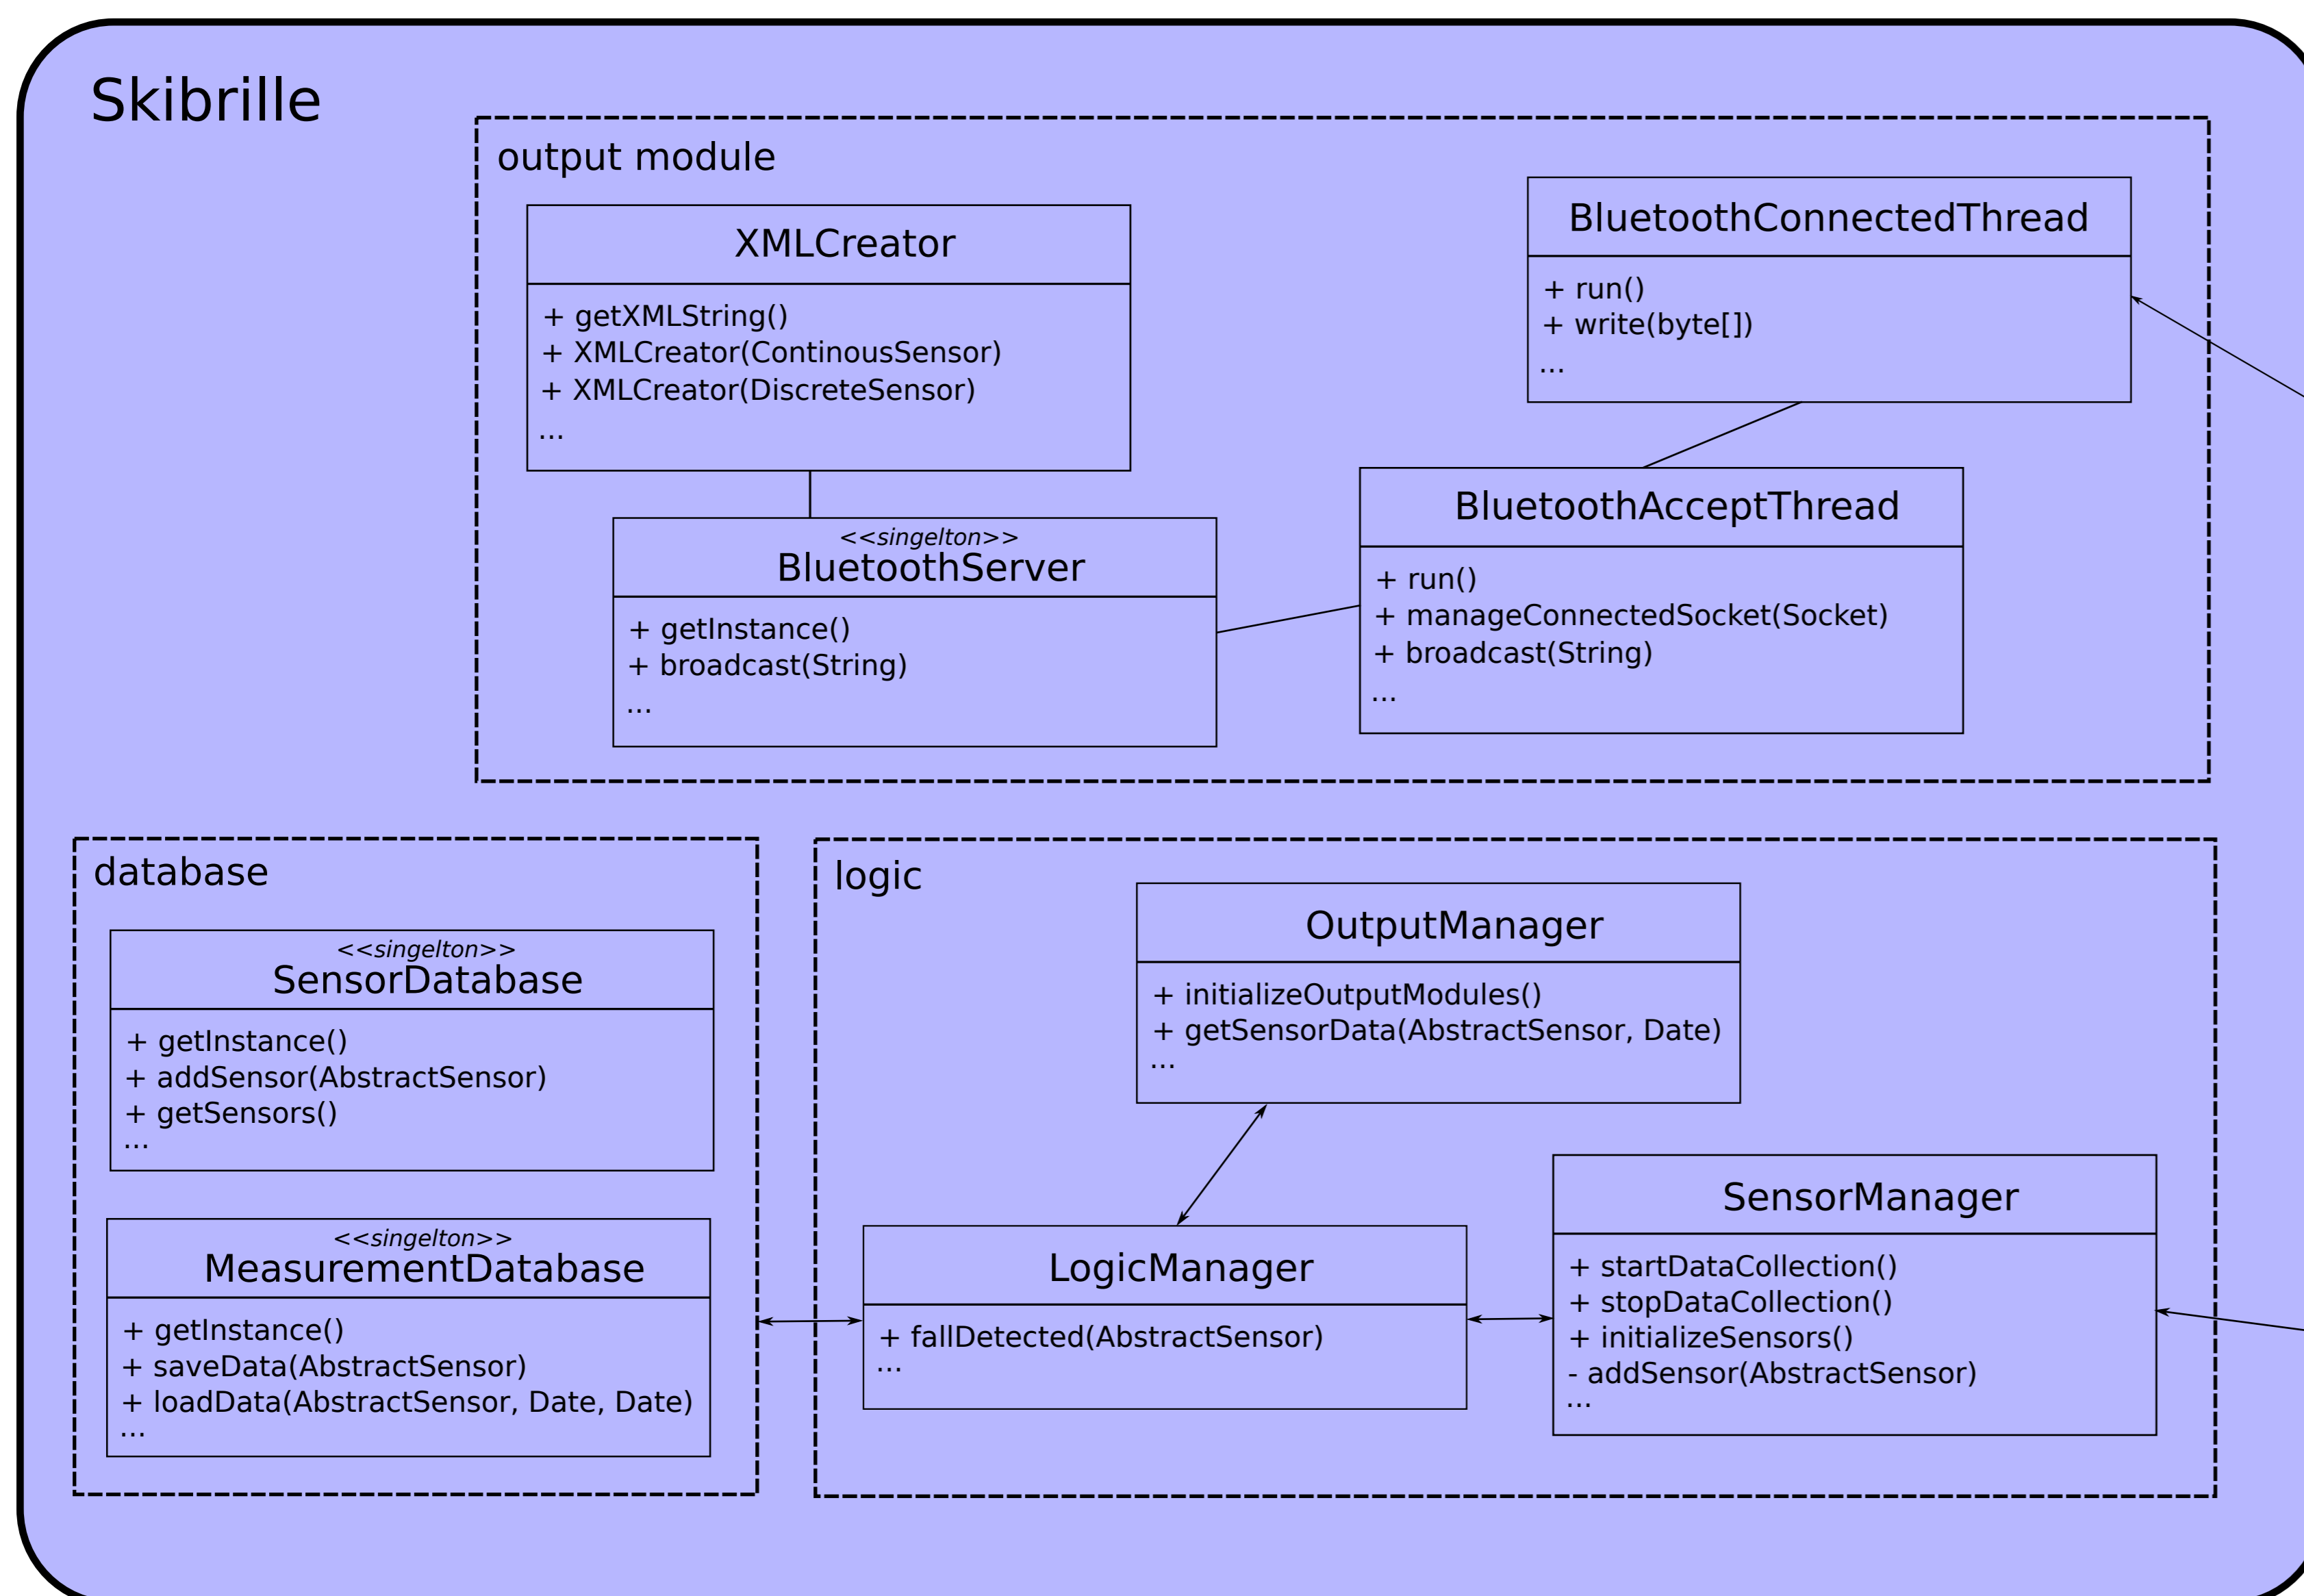 Skibrille
output module
XMLCreator
+ getXMLString()
+ XMLCreator(ContinousSensor)
+ XMLCreator(DiscreteSensor)
...
BluetoothConnectedThread
+ run()
+ write(byte[])
...
<<singelton>>
BluetoothServer
+ getInstance()
+ broadcast(String)
...
BluetoothAcceptThread
+ run()
+ manageConnectedSocket(Socket)
+ broadcast(String)
...
database
<<singelton>>
SensorDatabase
+ getInstance()
+ addSensor(AbstractSensor)
+ getSensors()
...
<<singelton>>
MeasurementDatabase
+ getInstance()
+ saveData(AbstractSensor)
+ loadData(AbstractSensor, Date, Date)
...
logic
OutputManager
+ initializeOutputModules()
+ getSensorData(AbstractSensor, Date)
...
LogicManager
+ fallDetected(AbstractSensor)
...
SensorManager
+ startDataCollection()
+ stopDataCollection()
+ initializeSensors()
- addSensor(AbstractSensor)
...